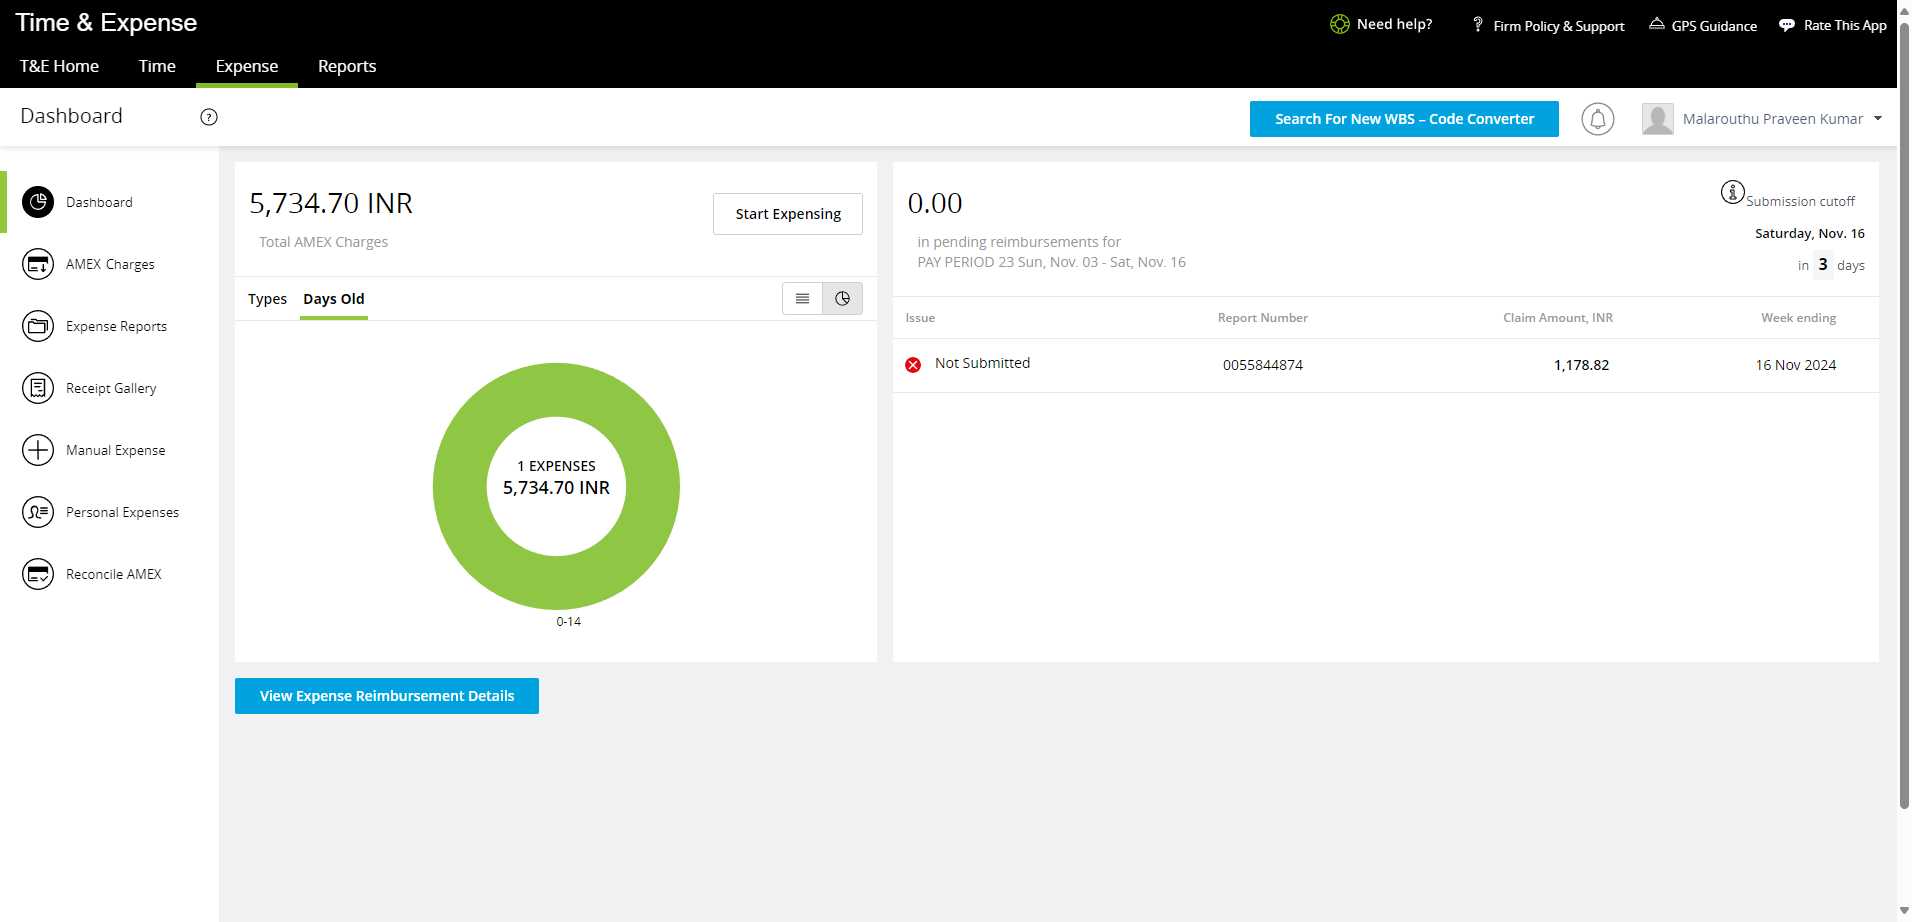 Time & Expense
Need help?
Firm Policy & Support
GPS Guidance
Rate This App
T&E Home
Time
Expense
Reports
Dashboard
?
Search For New WBS – Code Converter
Malarouthu Praveen Kumar
Dashboard
AMEX Charges
Expense Reports
Receipt Gallery
Manual Expense
Personal Expenses
Reconcile AMEX
5,734.70 INR
Total AMEX Charges
Start Expensing
Types
Days Old
1 EXPENSES
5,734.70 INR
0-14
View Expense Reimbursement Details
0.00
in pending reimbursements for
PAY PERIOD 23 Sun, Nov. 03 - Sat, Nov. 16
Submission cutoff
Saturday, Nov. 16
in 3 days
Issue Report Number Claim Amount, INR Week ending
Not Submitted 0055844874 1,178.82 16 Nov 2024